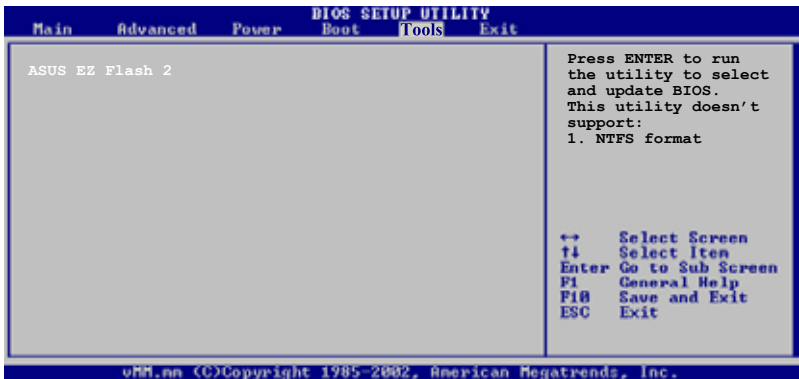 BIOS SETUP UTILITY
Main Advanced Power Boot Tools Exit
ASUS EZ Flash 2
Press ENTER to run
the utility to select
and update BIOS.
This utility doesn't
support:
1. NTFS format
↔ Select Screen
↑↓ Select Item
Enter Go to Sub Screen
F1 General Help
F10 Save and Exit
ESC Exit
vMM.mm (C)Copyright 1985-2002, American Megatrends, Inc.